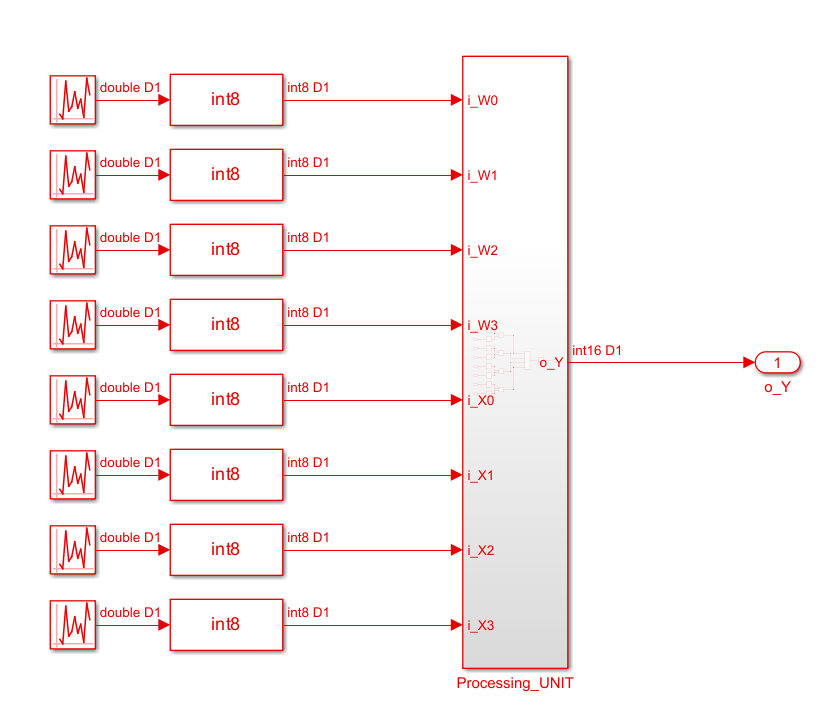 double D1 int8 int8 D1 i_W0
double D1 int8 int8 D1 i_W1
double D1 int8 int8 D1 i_W2
double D1 int8 int8 D1 i_W3
o_Y int16 D1 1
o_Y
double D1 int8 int8 D1 i_X0
double D1 int8 int8 D1 i_X1
double D1 int8 int8 D1 i_X2
double D1 int8 int8 D1 i_X3
Processing_UNIT